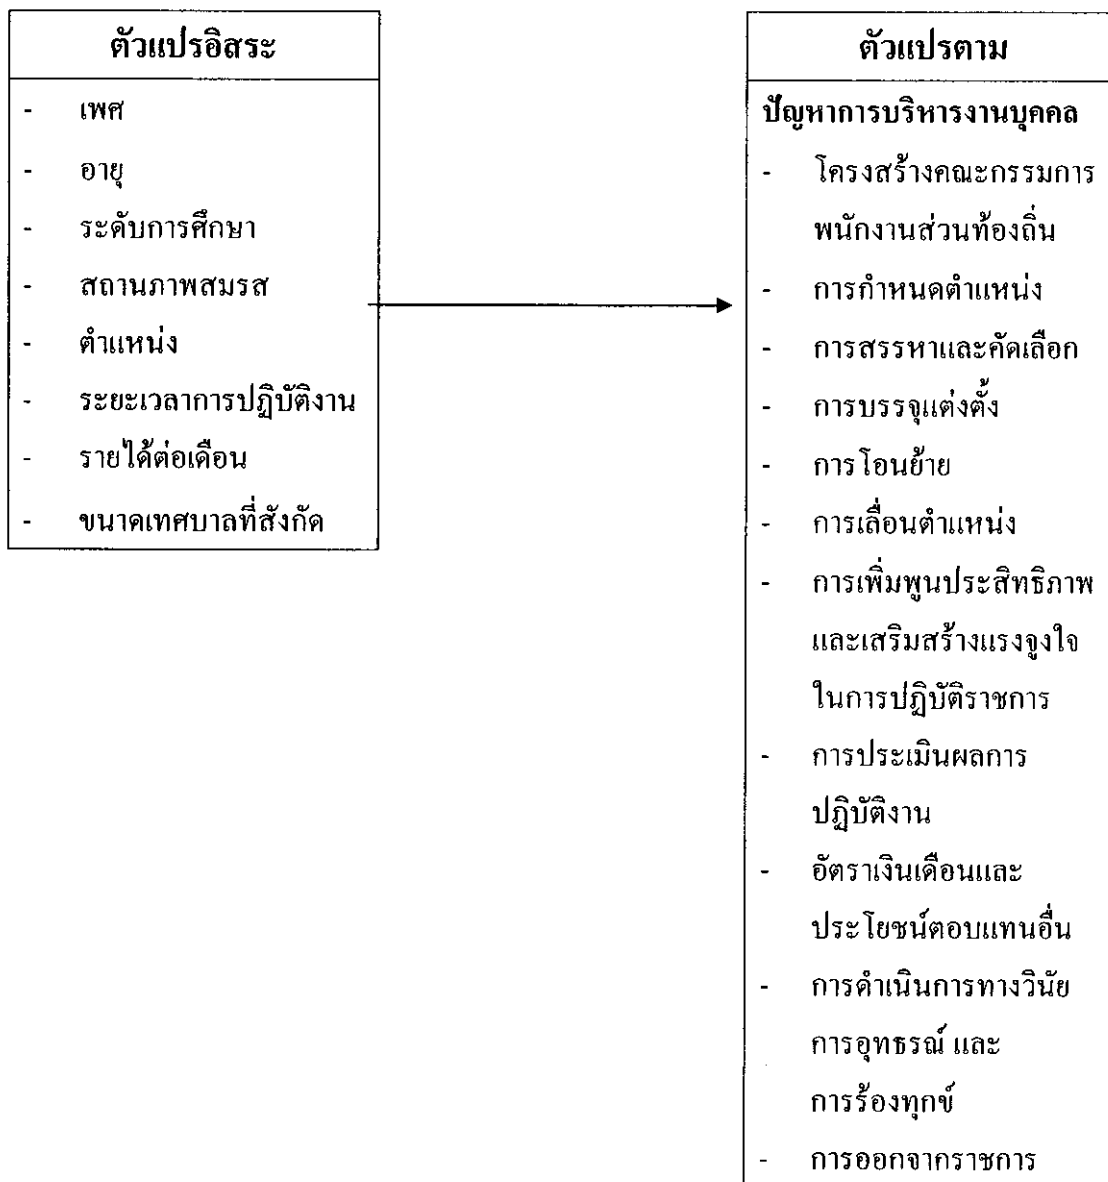 ตัวแปรอิสระ
- เพศ
- อายุ
- ระดับการศึกษา
- สถานภาพสมรส
- ตำแหน่ง
- ระยะเวลาการปฏิบัติงาน
- รายได้ต่อเดือน
- ขนาดเทศบาลที่สังกัด
ตัวแปรตาม
ปัญหาการบริหารงานบุคคล
- โครงสร้างคณะกรรมการ
พนักงานส่วนท้องถิ่น
- การกำหนดตำแหน่ง
- การสรรหาและคัดเลือก
- การบรรจุแต่งตั้ง
- การโอนย้าย
- การเลื่อนตำแหน่ง
- การเพิ่มพูนประสิทธิภาพ
และเสริมสร้างแรงจูงใจ
ในการปฏิบัติราชการ
- การประเมินผลการ
ปฏิบัติงาน
- อัตราเงินเดือนและ
ประโยชน์ตอบแทนอื่น
- การดำเนินการทางวินัย
การอุทธรณ์ และ
การร้องทุกข์
- การออกจากราชการ